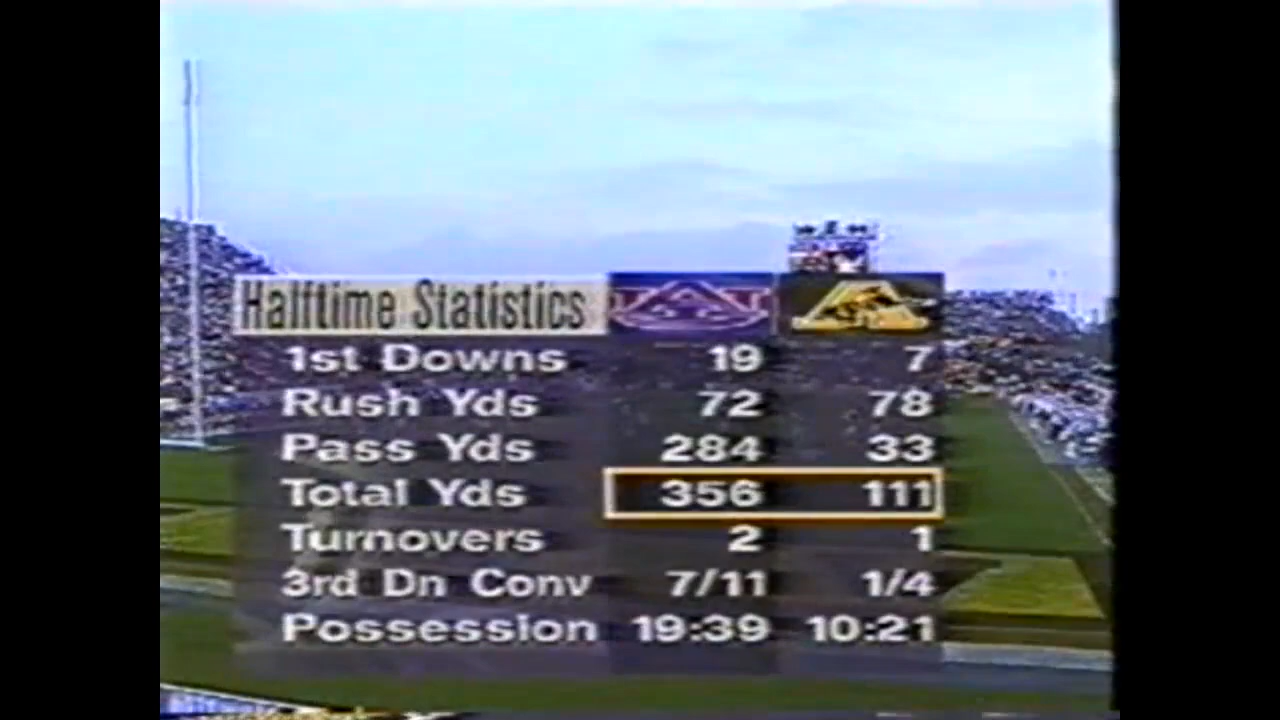 Halftime Statistics
1st Downs 19 7
Rush Yds 72 78
Pass Yds 284 33
Total Yds 356 111
Turnovers 2 1
3rd Dn Conv 7/11 1/4
Possession 19:39 10:21